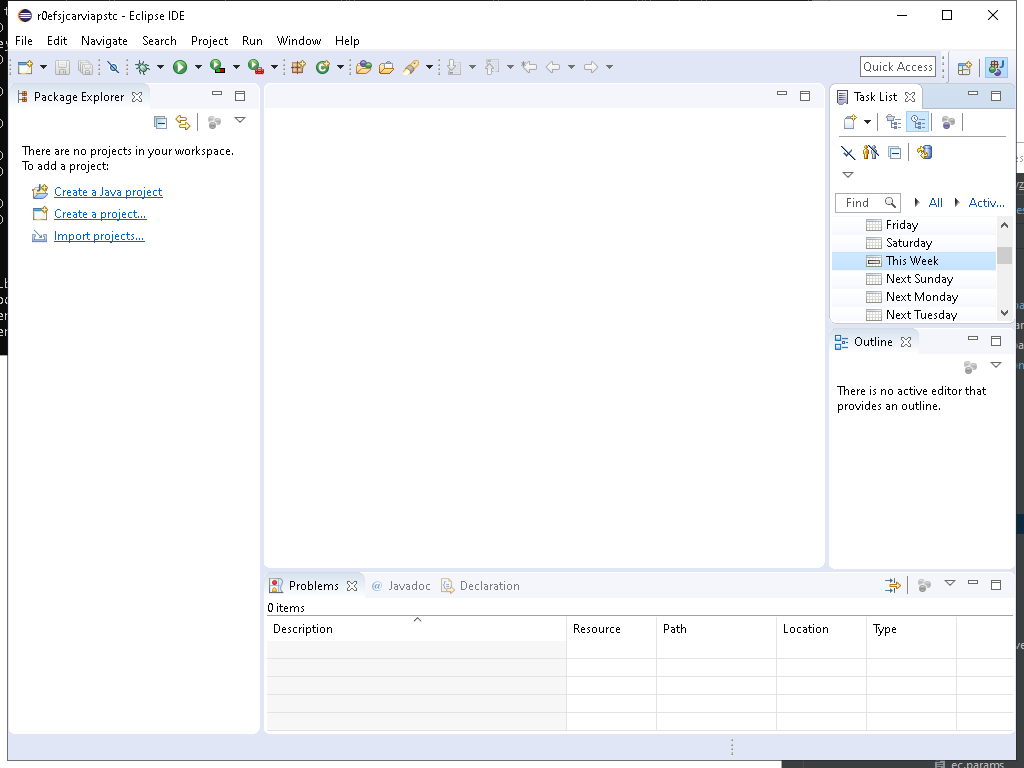 r0efsjcarviapstc - Eclipse IDE
File Edit Navigate Search Project Run Window Help
Quick Access
Package Explorer
There are no projects in your workspace.
To add a project:
Create a Java project
Create a project...
Import projects...
Task List
Find All Activ...
Friday
Saturday
This Week
Next Sunday
Next Monday
Next Tuesday
Outline
There is no active editor that
provides an outline.
Problems @ Javadoc Declaration
0 items
Description Resource Path Location Type
ec.params